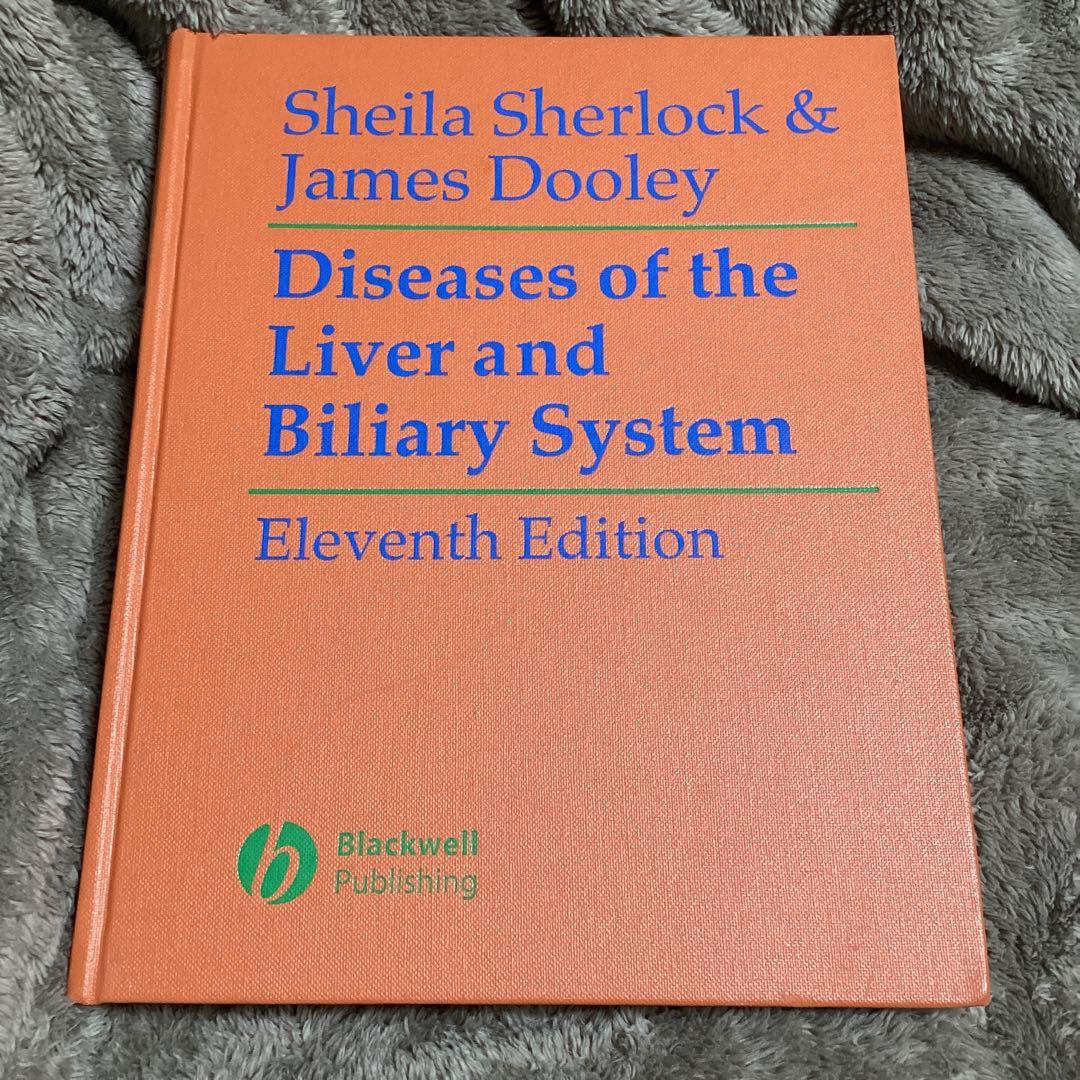 Sheila Sherlock &
James Dooley
Diseases of the
Liver and
Biliary System
Eleventh Edition
Blackwell
Publishing